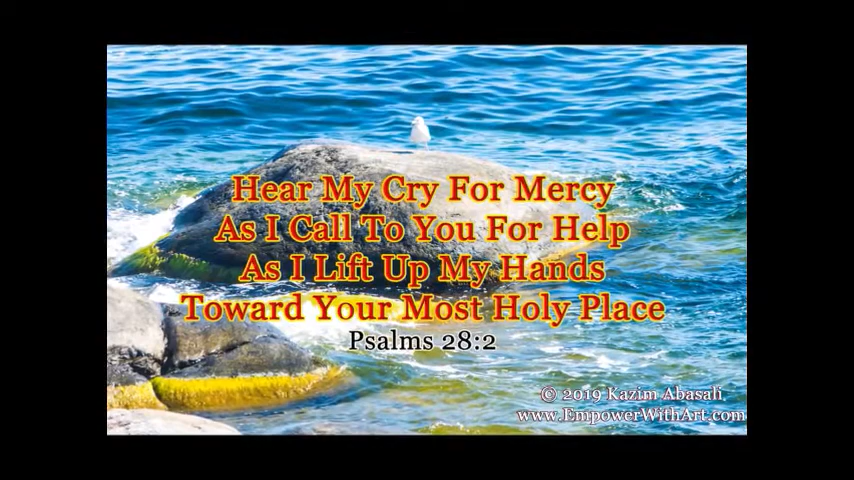 Hear My Cry For Mercy
As I Call To You For Help
As I Lift Up My Hands
Toward Your Most Holy Place
Psalms 28:2
© 2019 Kazim Abasali
www.EmpowerWithArt.com